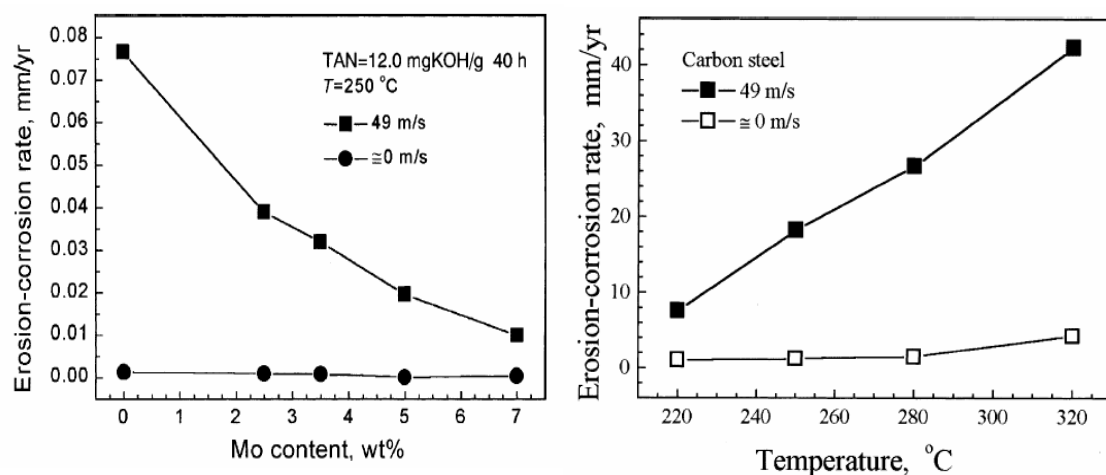 Erosion-corrosion rate, mm/yr
0.08
0.07
0.06
0.05
0.04
0.03
0.02
0.01
0.00
TAN=12.0 mgKOH/g 40 h
T=250 °C
49 m/s
≅0 m/s
0 1 2 3 4 5 6 7
Mo content, wt%
Erosion-corrosion rate, mm/yr
40
30
20
10
0
Carbon steel
49 m/s
≅ 0 m/s
220 240 260 280 300 320
Temperature, °C